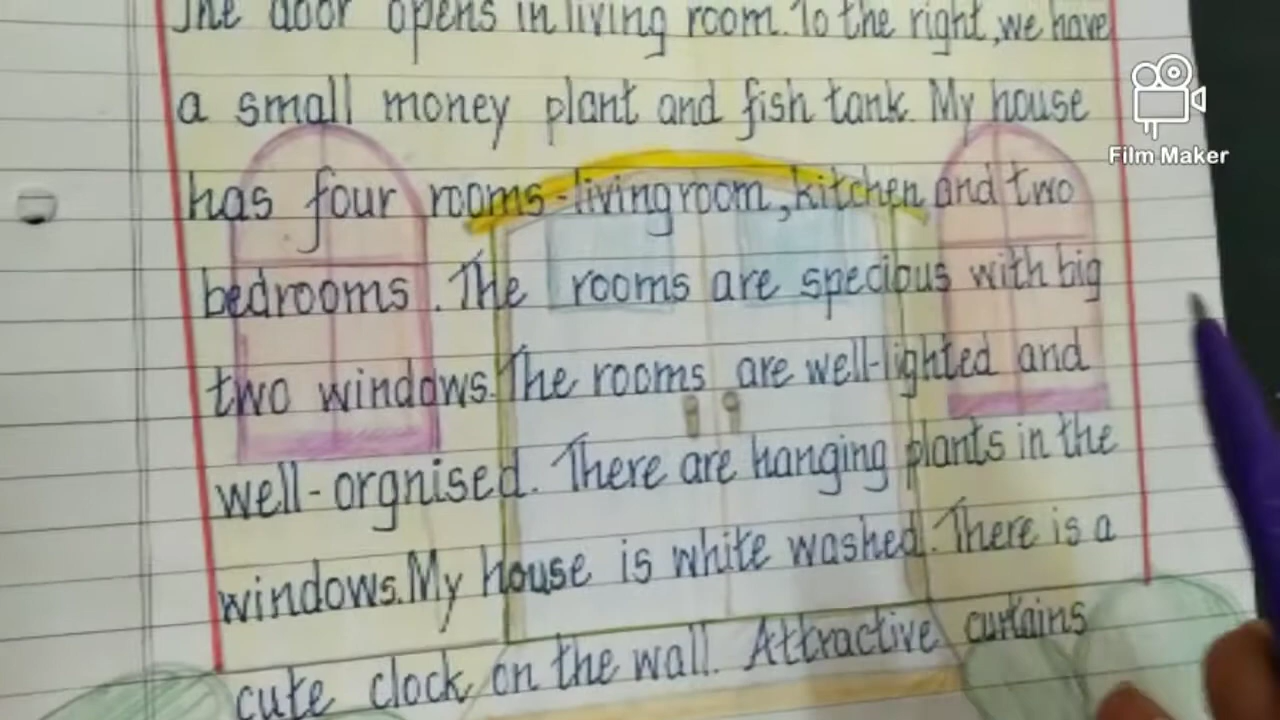 The door opens in living room. To the right, we have
a small money plant and fish tank. My house
has four rooms-living room, kitchen and two
bedrooms. The rooms are specious with big
two windows. The rooms are well-lighted and
well-orgnised. There are hanging plants in the
windows. My house is white washed. There is a
cute clock on the wall. Attractive curtains
Film Maker